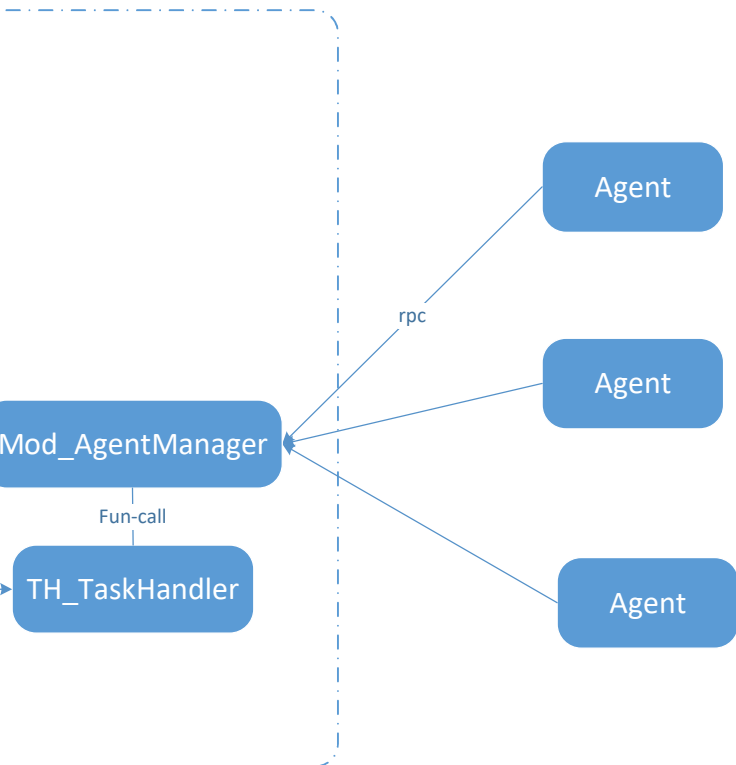 Agent
rpc
Agent
Mod_AgentManager
Fun-call
TH_TaskHandler
Agent